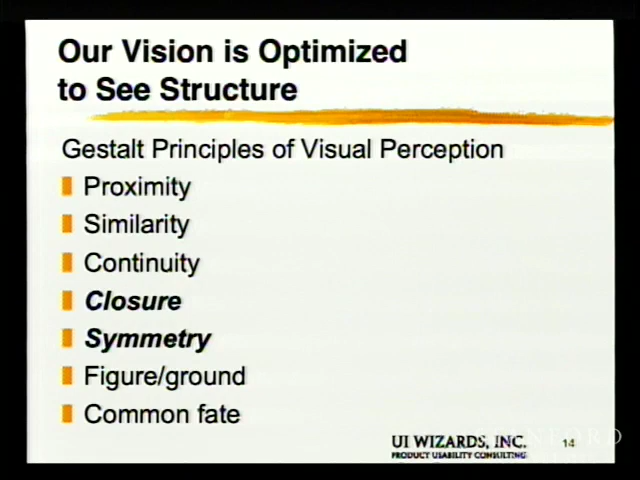 Our Vision is Optimized
to See Structure
Gestalt Principles of Visual Perception
Proximity
Similarity
Continuity
Closure
Symmetry
Figure/ground
Common fate
UI WIZARDS, INC.
PRODUCT USABILITY CONSULTING
14